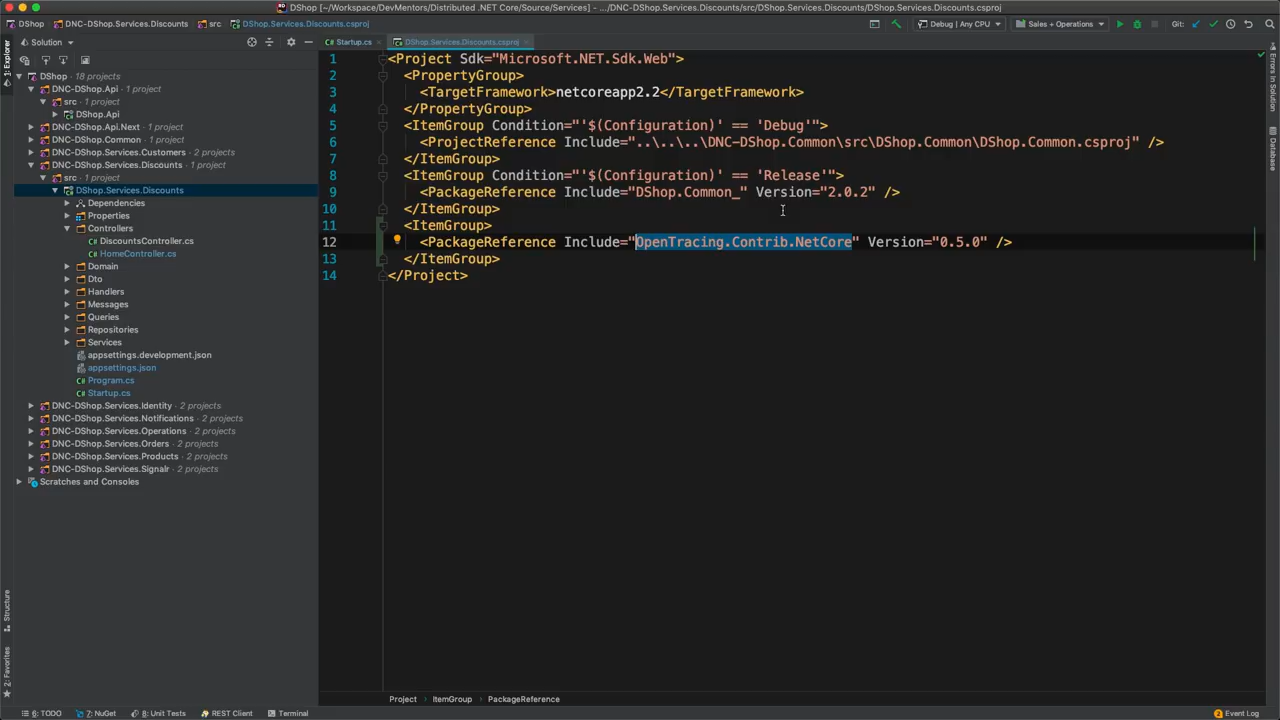 DShop [~/Workspace/DevMentors/Distributed .NET Core/Source/Services] - .../DNC-DShop.Services.Discounts/src/DShop.Services.Discounts/DShop.Services.Discounts.csproj
DShop DNC-DShop.Services.Discounts src DShop.Services.Discounts.csproj Debug | Any CPU Sales + Operations Git:
Solution Startup.cs DShop.Services.Discounts.csproj
1: Explorer
DShop 18 projects
DNC-DShop.Api 1 project
src 1 project
DShop.Api
DNC-DShop.Api.Next 1 project
DNC-DShop.Common 1 project
DNC-DShop.Services.Customers 2 projects
DNC-DShop.Services.Discounts 1 project
src 1 project
DShop.Services.Discounts
Dependencies
Properties
Controllers
DiscountsController.cs
HomeController.cs
Domain
Dto
Handlers
Messages
Queries
Repositories
Services
appsettings.development.json
appsettings.json
Program.cs
Startup.cs
DNC-DShop.Services.Identity 2 projects
DNC-DShop.Services.Notifications 2 projects
DNC-DShop.Services.Operations 2 projects
DNC-DShop.Services.Orders 2 projects
DNC-DShop.Services.Products 2 projects
DNC-DShop.Services.Signalr 2 projects
Scratches and Consoles
Structure
2: Favorites
1 <Project Sdk="Microsoft.NET.Sdk.Web">
2 <PropertyGroup>
3 <TargetFramework>netcoreapp2.2</TargetFramework>
4 </PropertyGroup>
5 <ItemGroup Condition="'$(Configuration)' == 'Debug'">
6 <ProjectReference Include="..\..\..\DNC-DShop.Common\src\DShop.Common\DShop.Common.csproj" />
7 </ItemGroup>
8 <ItemGroup Condition="'$(Configuration)' == 'Release'">
9 <PackageReference Include="DShop.Common_" Version="2.0.2" />
10 </ItemGroup>
11 <ItemGroup>
12 <PackageReference Include="OpenTracing.Contrib.NetCore" Version="0.5.0" />
13 </ItemGroup>
14 </Project>
Errors In Solution
Database
Project ItemGroup PackageReference
6: TODO 7: NuGet 8: Unit Tests REST Client Terminal 2 Event Log